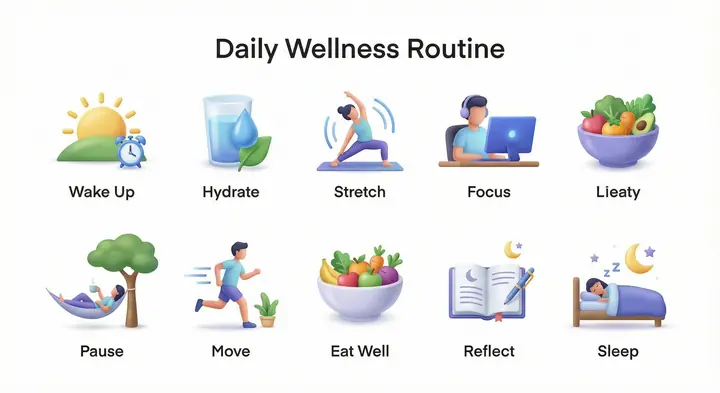 Daily Wellness Routine
Wake Up
Hydrate
Stretch
Focus
Lieaty
Pause
Move
Eat Well
Reflect
Sleep